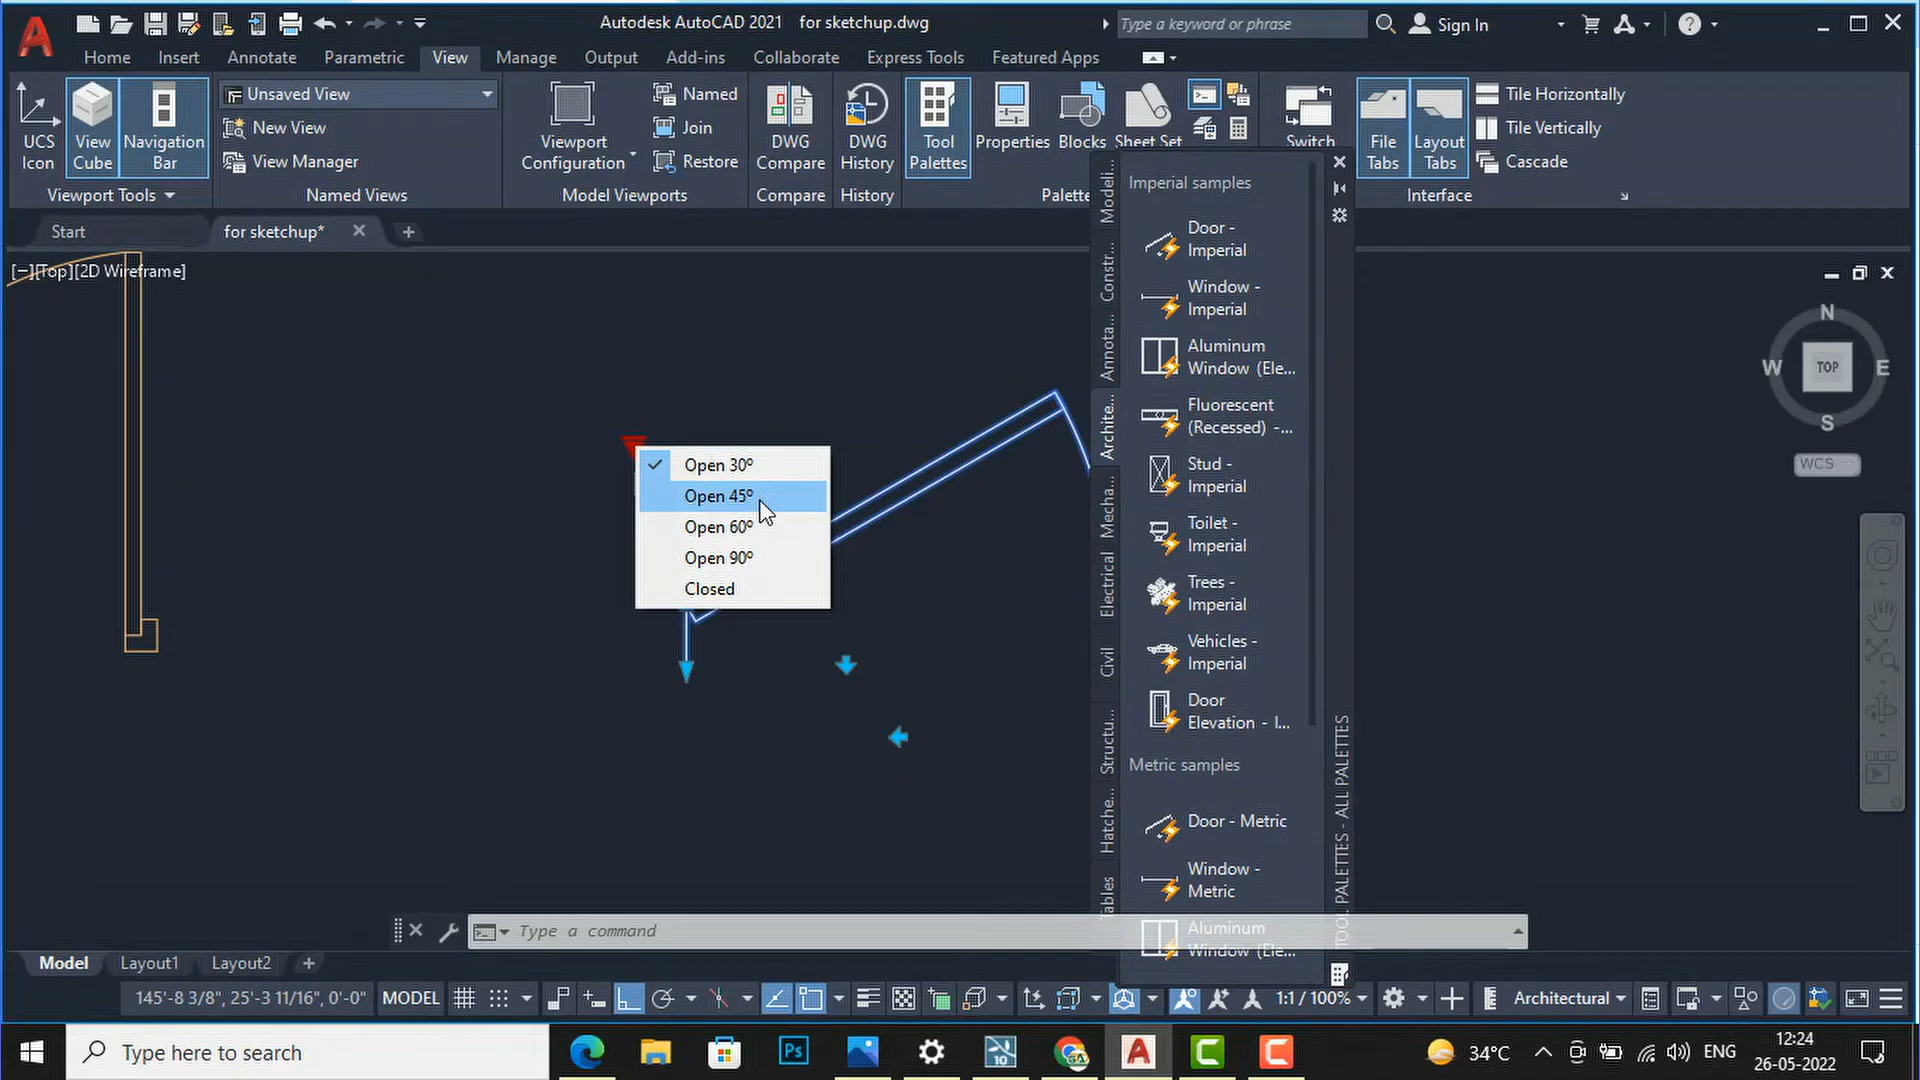 Autodesk AutoCAD 2021 for sketchup.dwg
Type a keyword or phrase
Sign In
Home
Insert
Annotate
Parametric
View
Manage
Output
Add-ins
Collaborate
Express Tools
Featured Apps
UCS
Icon
View
Cube
Navigation
Bar
Viewport Tools
Unsaved View
New View
View Manager
Named Views
Viewport
Configuration
Named
Join
Restore
Model Viewports
DWG
Compare
Compare
DWG
History
History
Tool
Palettes
Properties
Blocks
Sheet Set
Palette
Switch
File
Tabs
Layout
Tabs
Tile Horizontally
Tile Vertically
Cascade
Interface
Start
for sketchup*
[−][Top][2D Wireframe]
Open 30º
Open 45º
Open 60º
Open 90º
Closed
Modeli...
Constr...
Annota...
Archite...
Mecha...
Electrical
Civil
Structu...
Hatche...
Tables
Imperial samples
Door -
Imperial
Window -
Imperial
Aluminum
Window (Ele...
Fluorescent
(Recessed) -...
Stud -
Imperial
Toilet -
Imperial
Trees -
Imperial
Vehicles -
Imperial
Door
Elevation - I...
Metric samples
Door - Metric
Window -
Metric
Aluminum
Window (Ele...
TOOL PALETTES - ALL PALETTES
N
W
TOP
E
S
WCS
Type a command
Model
Layout1
Layout2
145'-8 3/8", 25'-3 11/16", 0'-0"
MODEL
1:1 / 100%
Architectural
Type here to search
Ps
10
34°C
ENG
12:24
26-05-2022